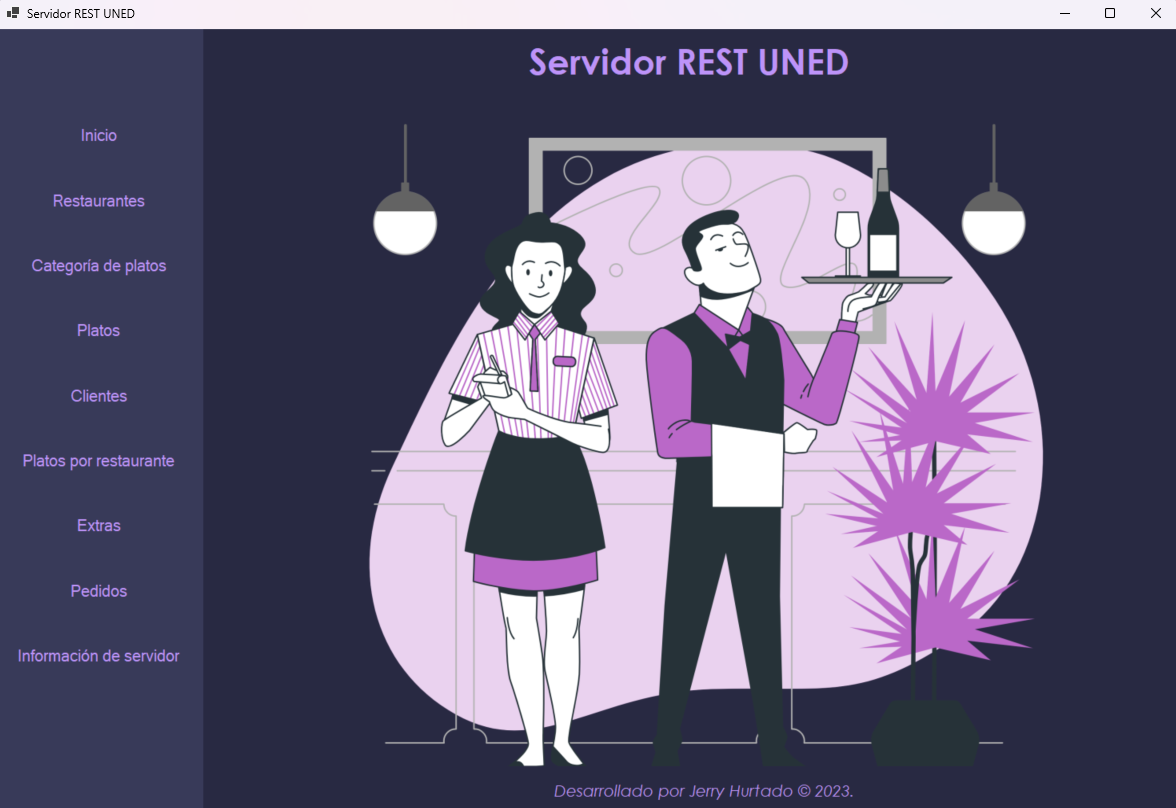 Servidor REST UNED
Servidor REST UNED
Inicio
Restaurantes
Categoría de platos
Platos
Clientes
Platos por restaurante
Extras
Pedidos
Información de servidor
Desarrollado por Jerry Hurtado © 2023.